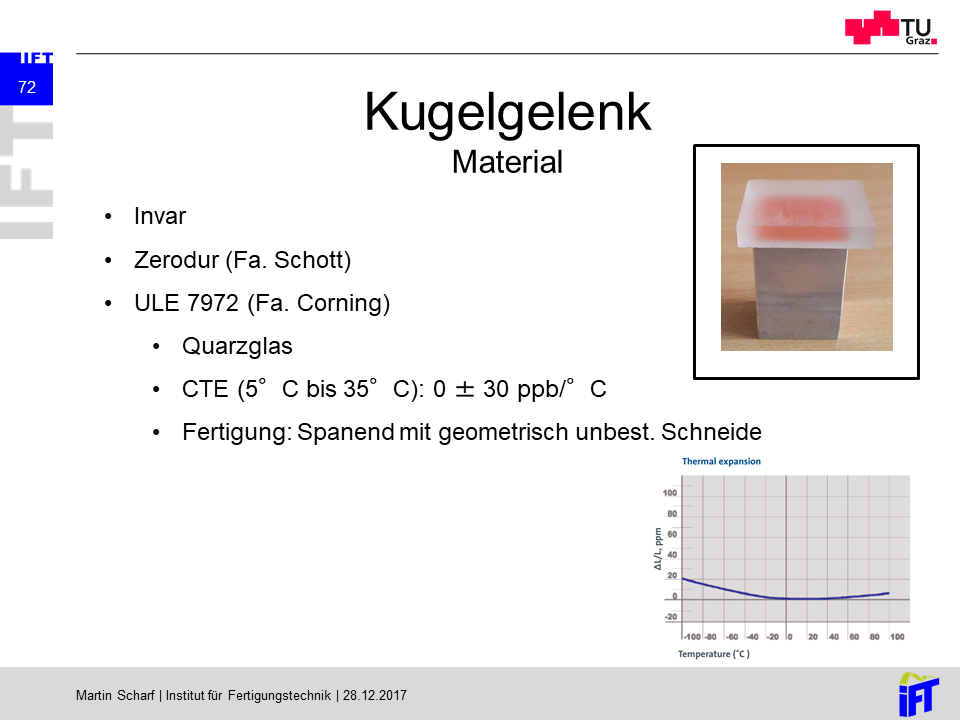 TU
Graz
IFT
72
IFT
Kugelgelenk
Material
• Invar
• Zerodur (Fa. Schott)
• ULE 7972 (Fa. Corning)
• Quarzglas
• CTE (5°C bis 35°C): 0 ± 30 ppb/°C
• Fertigung: Spanend mit geometrisch unbest. Schneide
Thermal expansion
ΔL/L, ppm
100
80
60
40
20
0
-20
-100 -80 -60 -40 -20 0 20 40 60 80 100
Temperature (˚C )
Martin Scharf | Institut für Fertigungstechnik | 28.12.2017
iFT